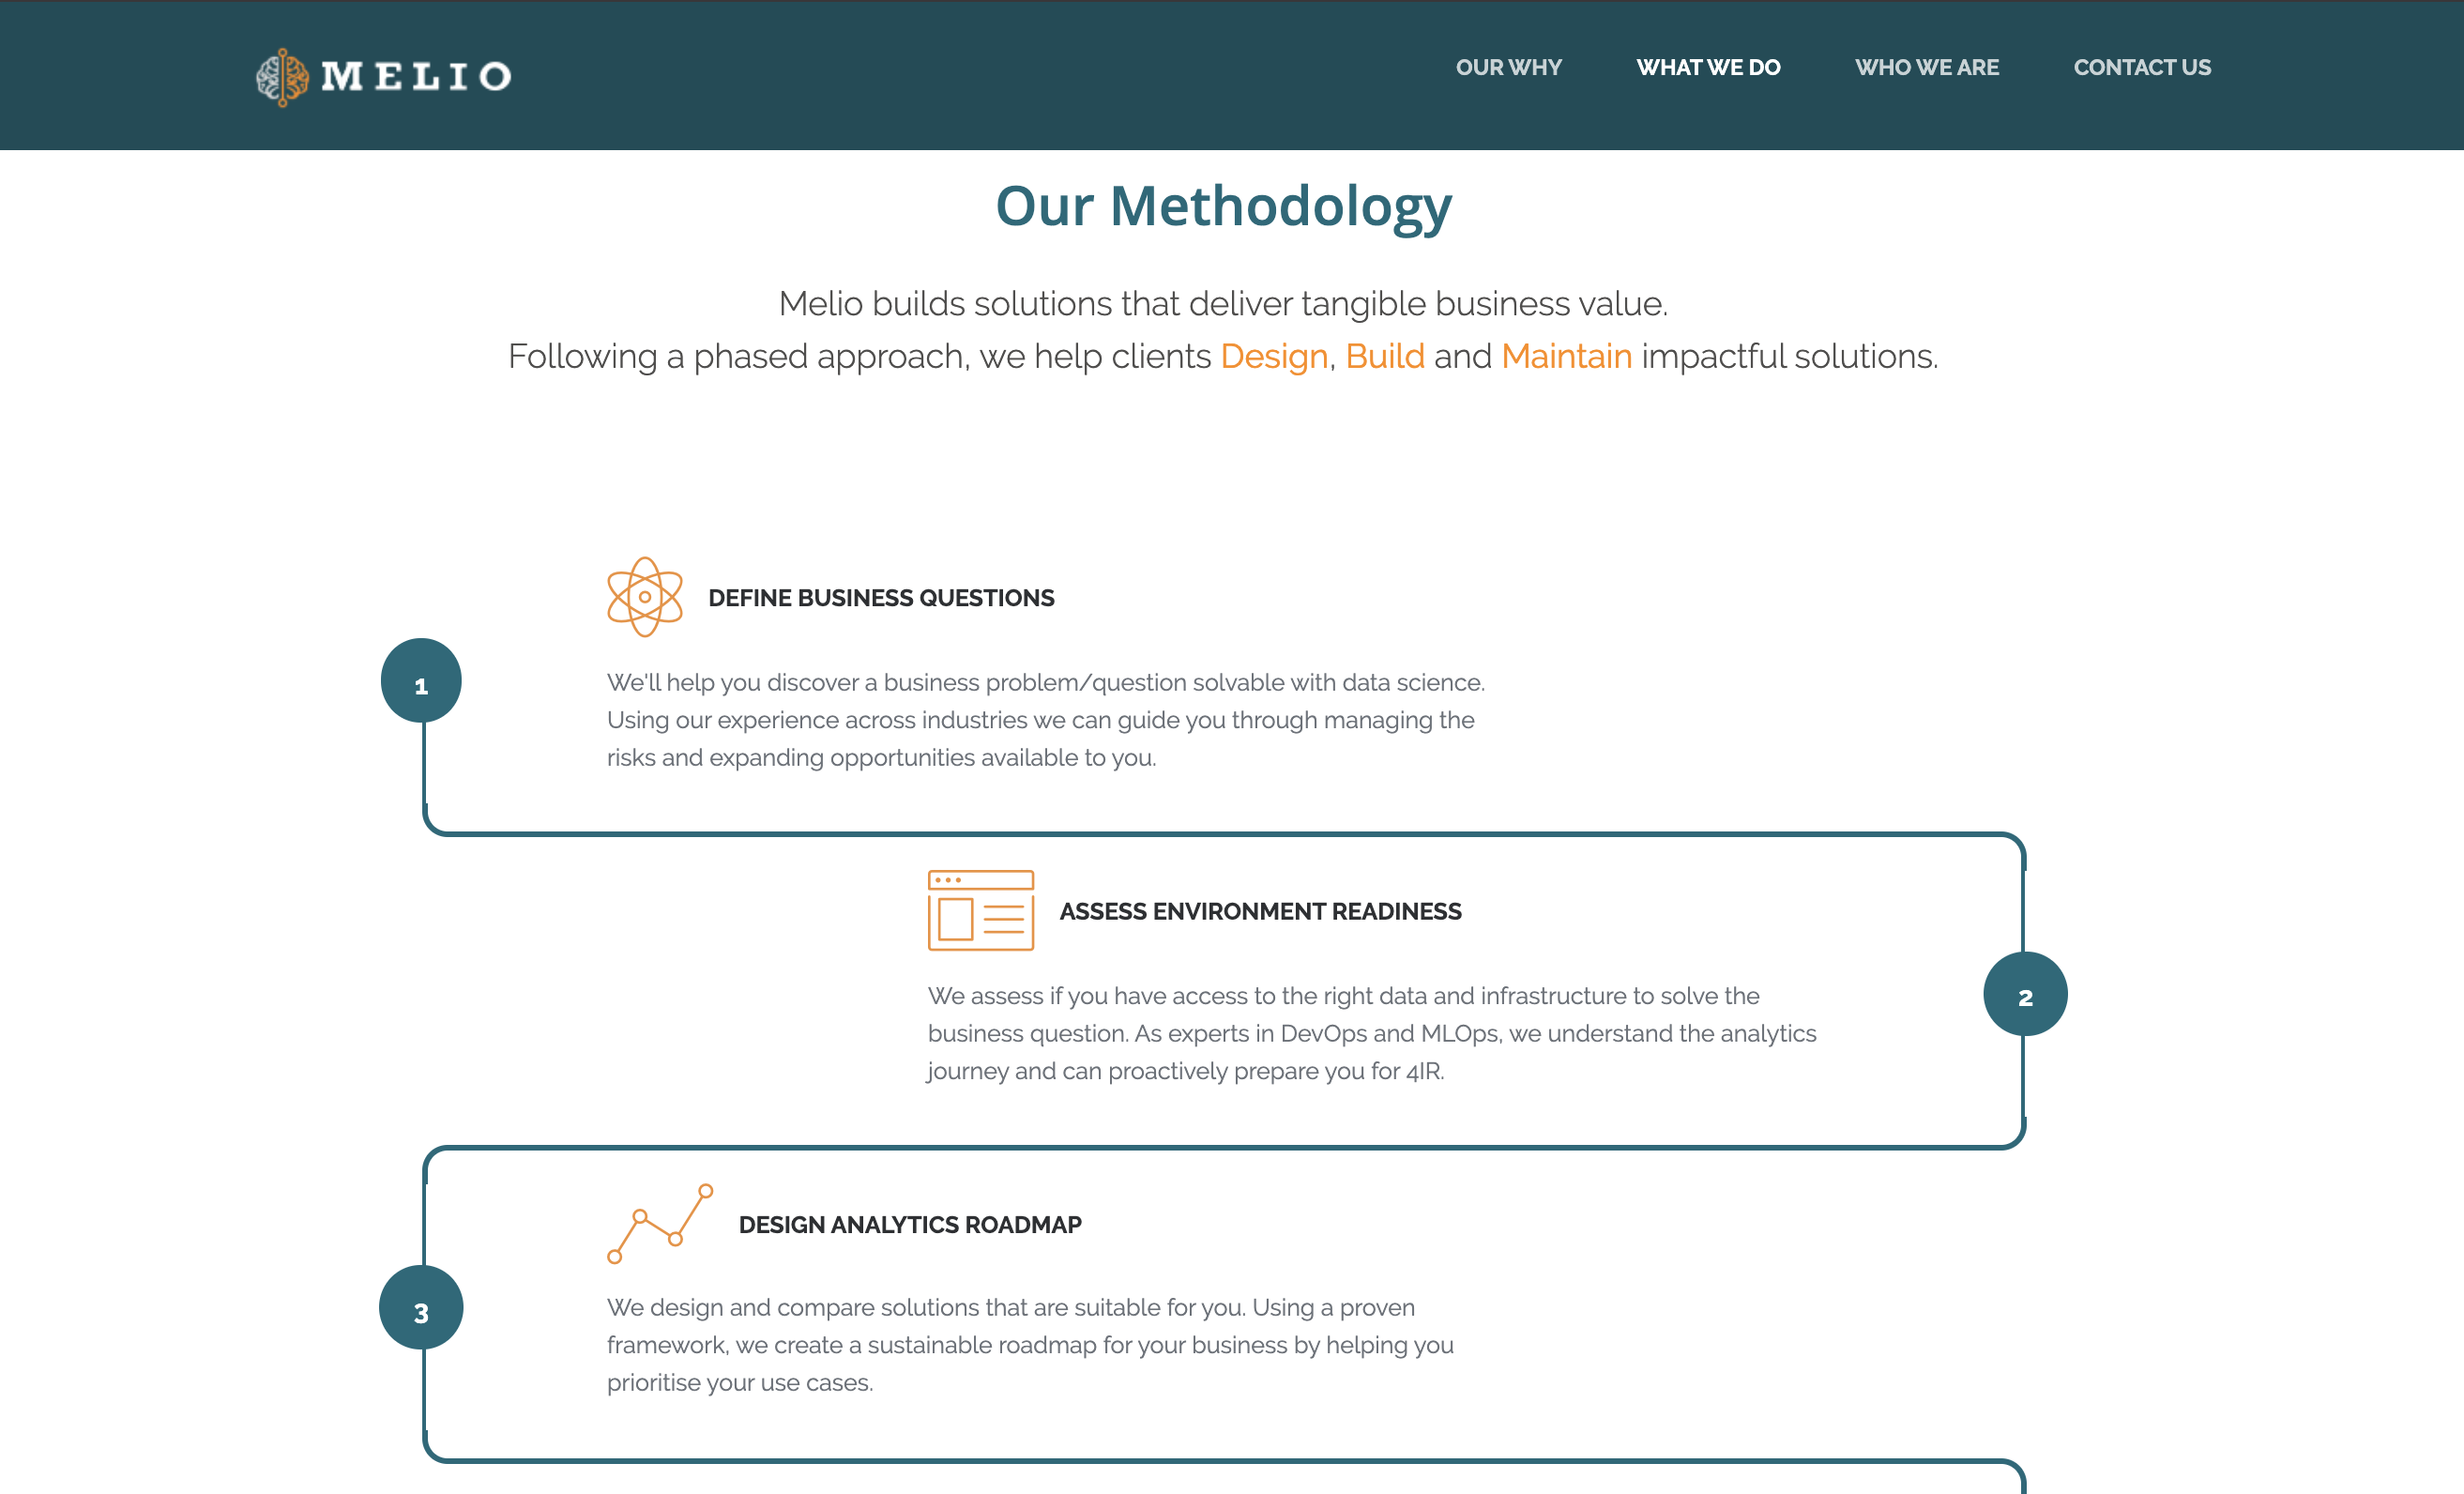 MELIO
OUR WHY
WHAT WE DO
WHO WE ARE
CONTACT US
Our Methodology
Melio builds solutions that deliver tangible business value.
Following a phased approach, we help clients Design, Build and Maintain impactful solutions.
DEFINE BUSINESS QUESTIONS
1
We'll help you discover a business problem/question solvable with data science.
Using our experience across industries we can guide you through managing the
risks and expanding opportunities available to you.
ASSESS ENVIRONMENT READINESS
2
We assess if you have access to the right data and infrastructure to solve the
business question. As experts in DevOps and MLOps, we understand the analytics
journey and can proactively prepare you for 4IR.
DESIGN ANALYTICS ROADMAP
3
We design and compare solutions that are suitable for you. Using a proven
framework, we create a sustainable roadmap for your business by helping you
prioritise your use cases.